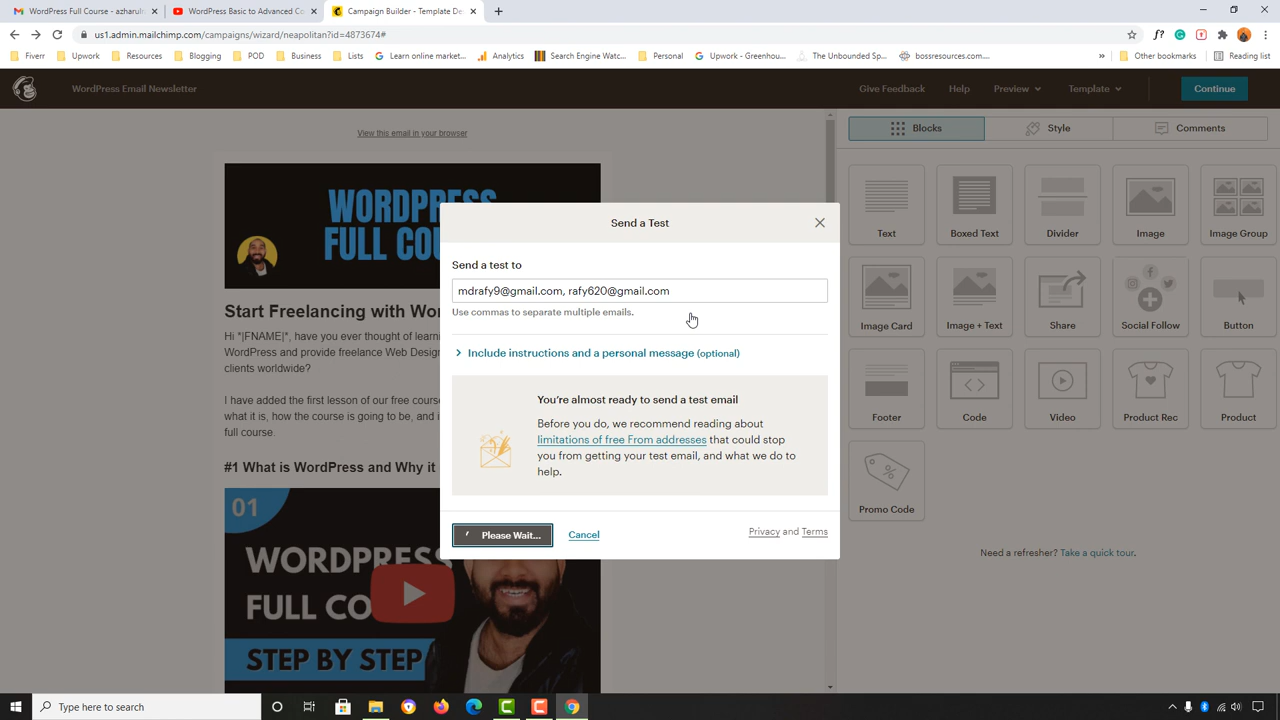 WordPress Full Course - azharuln
WordPress Basic to Advanced Co
Campaign Builder - Template De
us1.admin.mailchimp.com/campaigns/wizard/neapolitan?id=4873674#
Fiverr
Upwork
Resources
Blogging
POD
Business
Lists
Analytics
Search Engine Watc...
Personal
Upwork - Greenhou...
The Unbounded Sp...
bossresources.com...
»
Other bookmarks
Reading list
WordPress Email Newsletter
Give Feedback
Help
Preview
Template
Continue
View this email in your browser
Blocks
Style
Comments
WORDPRESS
FULL CO
Send a Test
Send a test to
mdrafy9@gmail.com, rafy620@gmail.com
Use commas to separate multiple emails.
Include instructions and a personal message (optional)
You're almost ready to send a test email
Before you do, we recommend reading about
limitations of free From addresses that could stop
you from getting your test email, and what we do to
help.
Please Wait...
Cancel
Privacy and Terms
Start Freelancing with Wor
Hi *|FNAME|*, have you ever thought of learni
WordPress and provide freelance Web Design
clients worldwide?
I have added the first lesson of our free cours
what it is, how the course is going to be, and i
full course.
#1 What is WordPress and Why it
01
WORDPRESS
FULL CO
STEP BY STEP
Text
Boxed Text
Divider
Image
Image Group
Image Card
Image + Text
Share
Social Follow
Button
Footer
Code
Video
Product Rec
Product
Promo Code
Need a refresher? Take a quick tour.
Type here to search